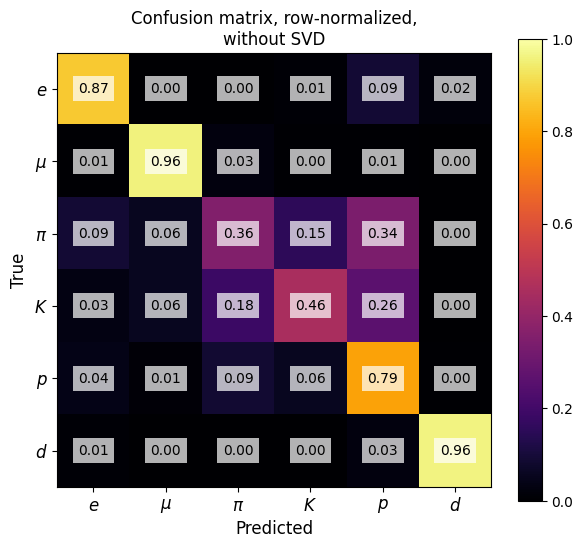 Confusion matrix, row-normalized,
without SVD
e 0.87 0.00 0.00 0.01 0.09 0.02
μ 0.01 0.96 0.03 0.00 0.01 0.00
π 0.09 0.06 0.36 0.15 0.34 0.00
K 0.03 0.06 0.18 0.46 0.26 0.00
p 0.04 0.01 0.09 0.06 0.79 0.00
d 0.01 0.00 0.00 0.00 0.03 0.96
e μ π K p d
Predicted
True
1.0
0.8
0.6
0.4
0.2
0.0